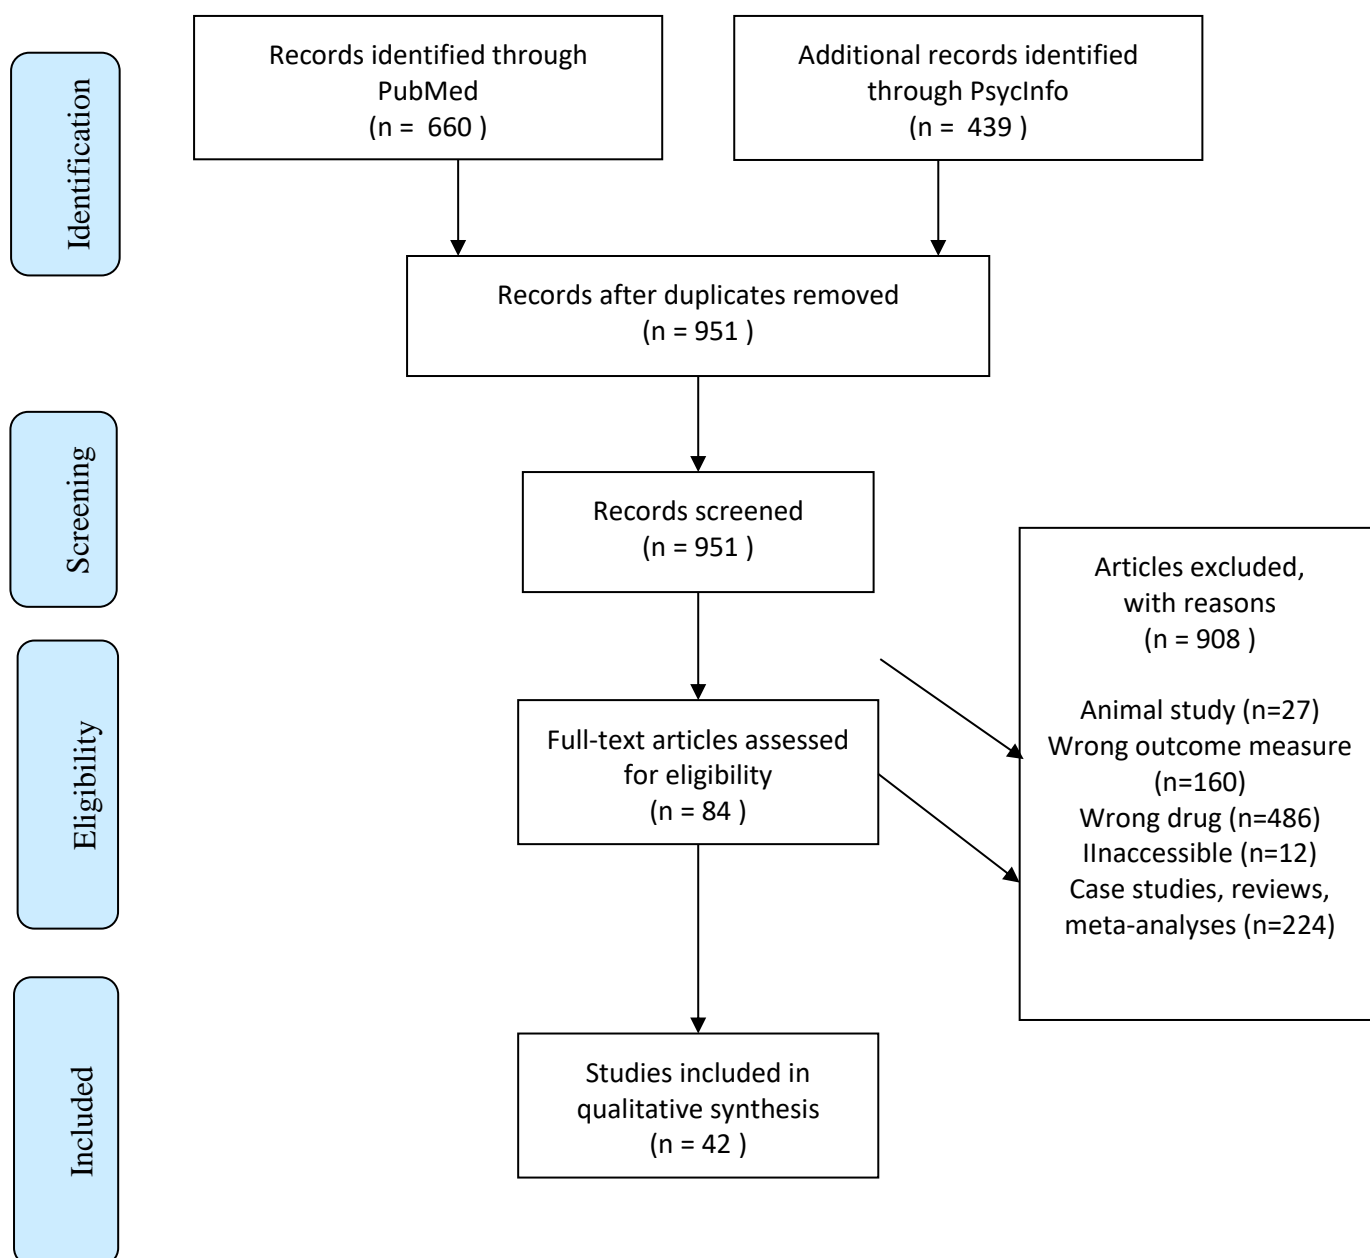 Identification
Records identified through
PubMed
(n =  660 )
Additional records identified
through PsycInfo
(n =  439 )
Records after duplicates removed
(n = 951 )
Screening
Records screened
(n = 951 )
Articles excluded,
with reasons
(n = 908 )
Animal study (n=27)
Wrong outcome measure
(n=160)
Wrong drug (n=486)
IInaccessible (n=12)
Case studies, reviews,
meta-analyses (n=224)
Eligibility
Full-text articles assessed
for eligibility
(n = 84 )
Included
Studies included in
qualitative synthesis
(n = 42 )